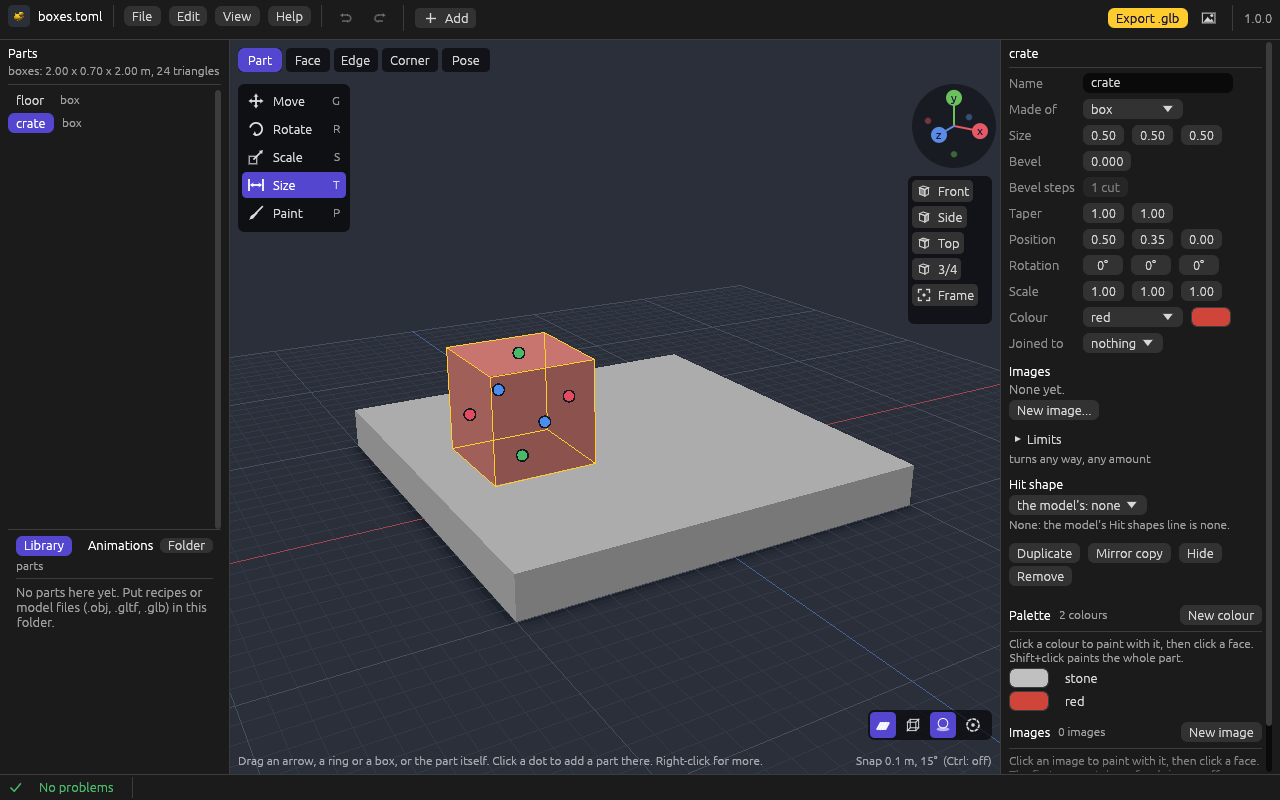 boxes.toml File Edit View Help Add Export .glb 1.0.0
Parts
boxes: 2.00 x 0.70 x 2.00 m, 24 triangles
floor box
crate box
Library Animations Folder
parts
No parts here yet. Put recipes or
model files (.obj, .gltf, .glb) in this
folder.
Part Face Edge Corner Pose
Move G
Rotate R
Scale S
Size T
Paint P
y
x
z
Front
Side
Top
3/4
Frame
Drag an arrow, a ring or a box, or the part itself. Click a dot to add a part there. Right-click for more.
Snap 0.1 m, 15° (Ctrl: off)
crate
Name crate
Made of box
Size 0.50 0.50 0.50
Bevel 0.000
Bevel steps 1 cut
Taper 1.00 1.00
Position 0.50 0.35 0.00
Rotation 0° 0° 0°
Scale 1.00 1.00 1.00
Colour red
Joined to nothing
Images
None yet.
New image...
Limits
turns any way, any amount
Hit shape
the model's: none
None: the model's Hit shapes line is none.
Duplicate Mirror copy Hide
Remove
Palette 2 colours New colour
Click a colour to paint with it, then click a face.
Shift+click paints the whole part.
stone
red
Images 0 images New image
Click an image to paint with it, then click a face.
No problems